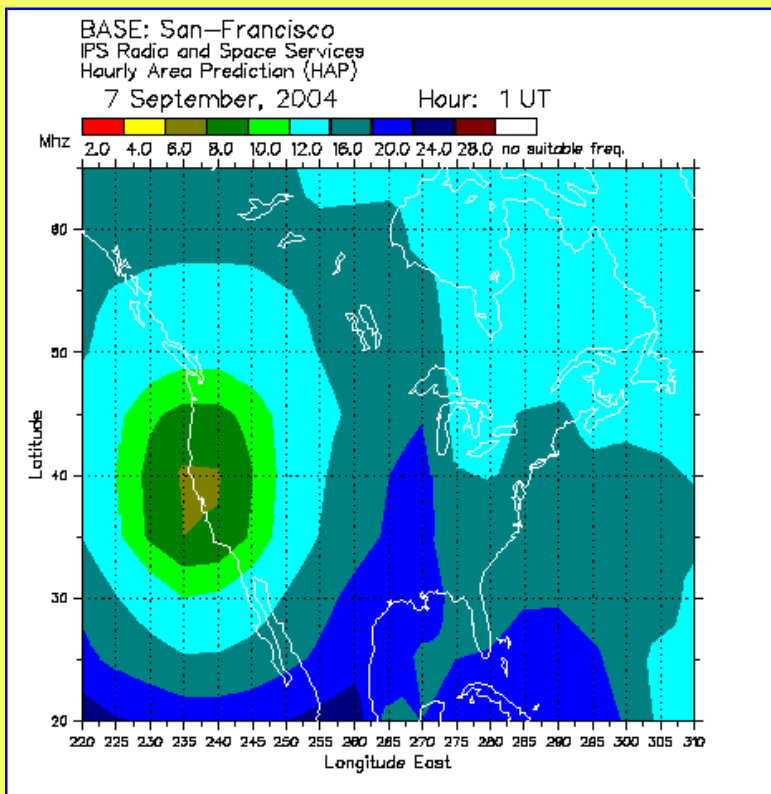 BASE: San-Francisco
IPS Radio and Space Services
Hourly Area Prediction (HAP)
7 September, 2004 Hour: 1 UT
Mhz
2.0 4.0 6.0 8.0 10.0 12.0 16.0 20.0 24.0 28.0 no suitable freq.
60
50
40
30
20
Latitude
220 225 230 235 240 245 250 255 260 265 270 275 280 285 290 295 300 305 310
Longitude East